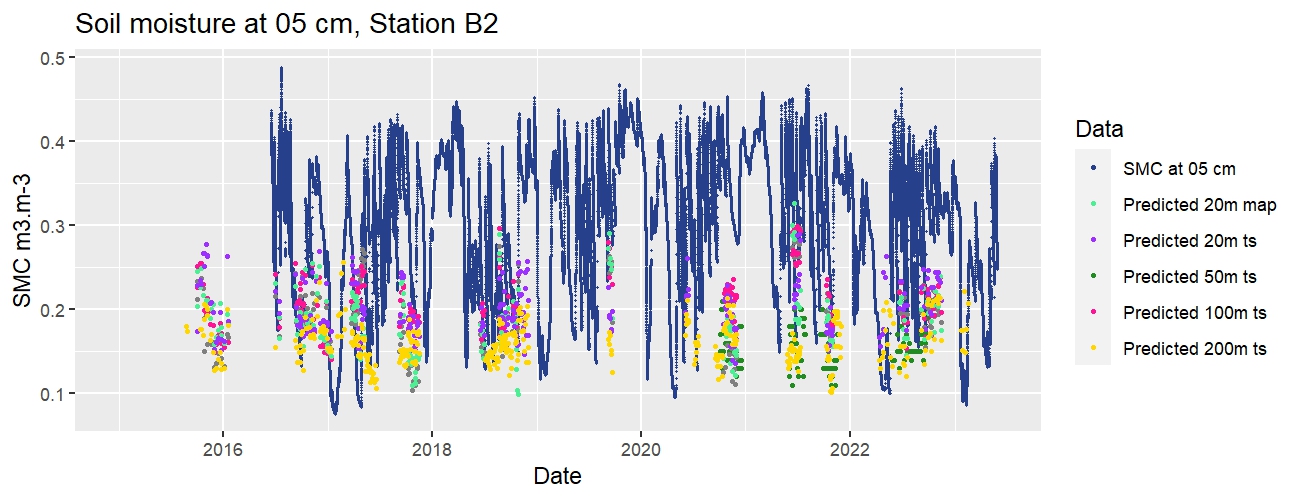 Soil moisture at 05 cm, Station B2
SMC m3.m-3
0.5
0.4
0.3
0.2
0.1
2016
2018
2020
2022
Date
Data
SMC at 05 cm
Predicted 20m map
Predicted 20m ts
Predicted 50m ts
Predicted 100m ts
Predicted 200m ts